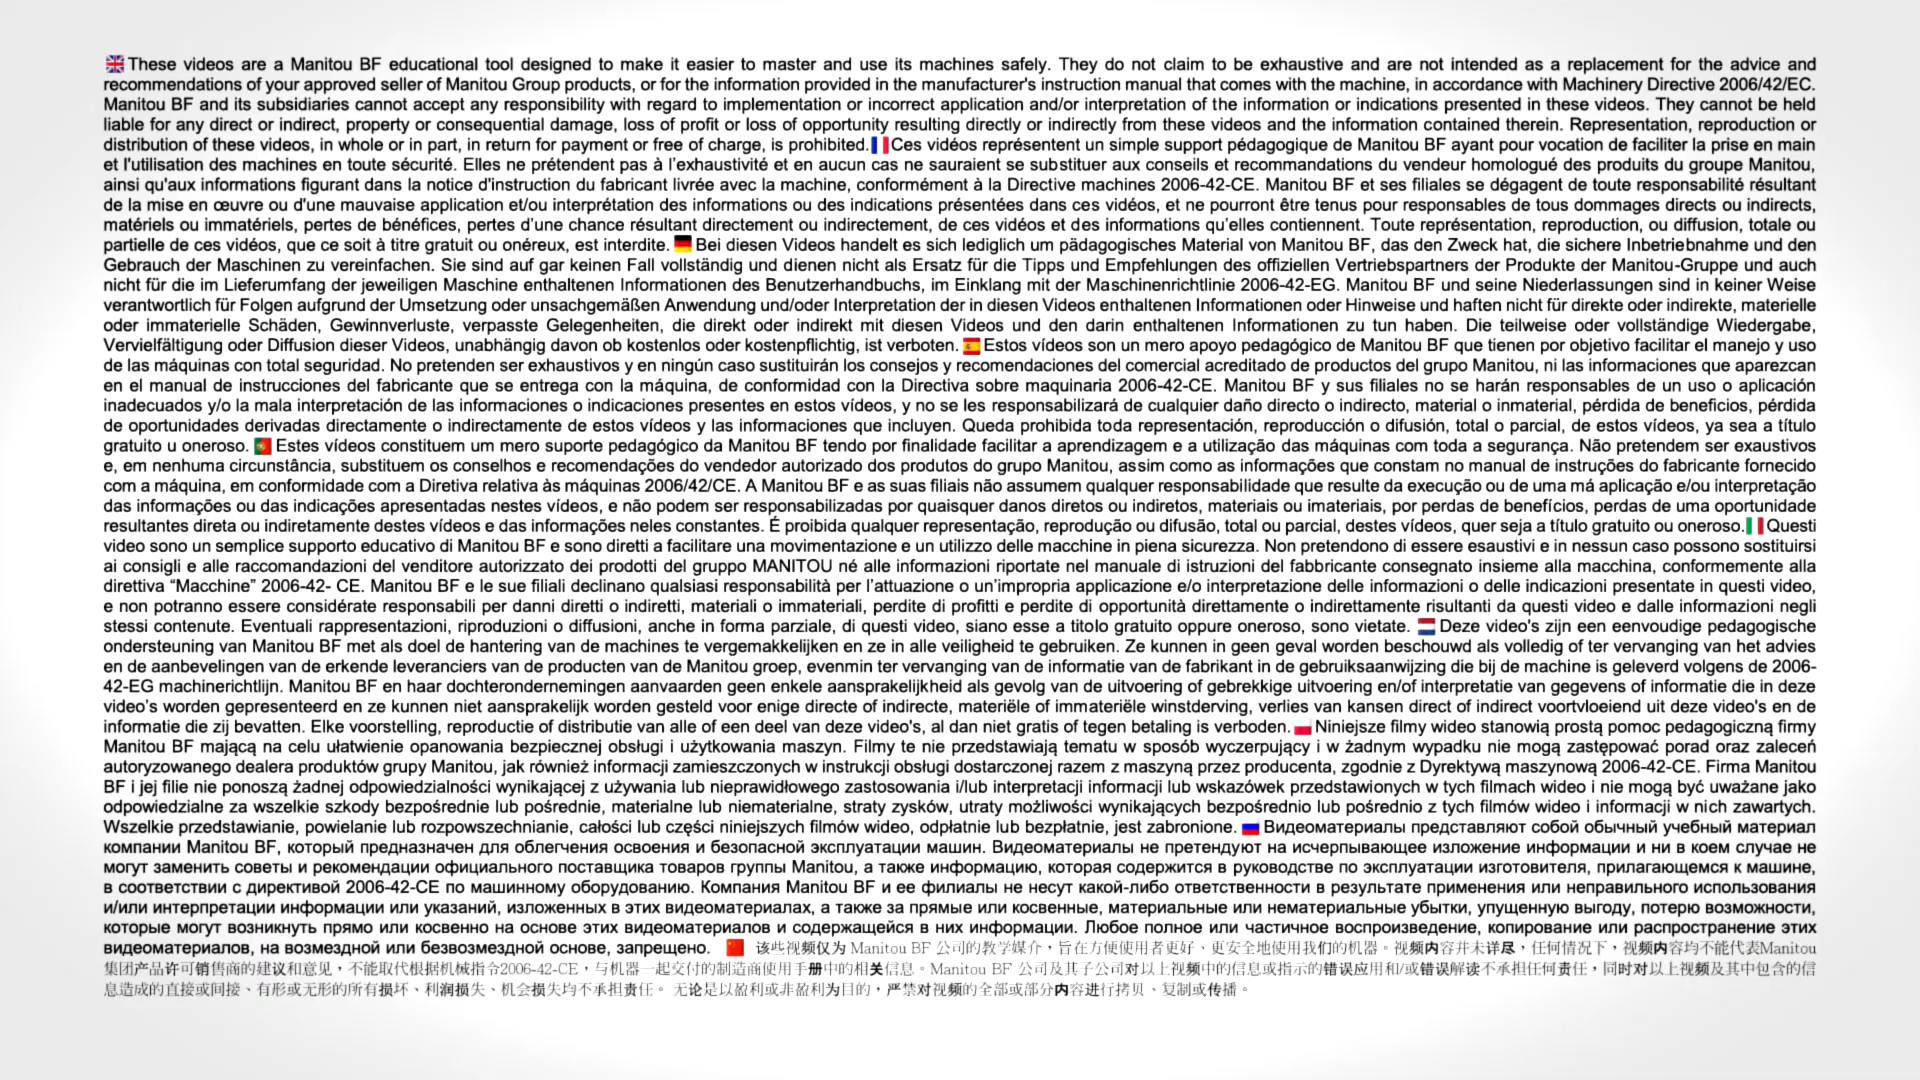 These videos are a Manitou BF educational tool designed to make it easier to master and use its machines safely. They do not claim to be exhaustive and are not intended as a replacement for the advice and
recommendations of your approved seller of Manitou Group products, or for the information provided in the manufacturer's instruction manual that comes with the machine, in accordance with Machinery Directive 2006/42/EC.
Manitou BF and its subsidiaries cannot accept any responsibility with regard to implementation or incorrect application and/or interpretation of the information or indications presented in these videos. They cannot be held
liable for any direct or indirect, property or consequential damage, loss of profit or loss of opportunity resulting directly or indirectly from these videos and the information contained therein. Representation, reproduction or
distribution of these videos, in whole or in part, in return for payment or free of charge, is prohibited. Ces vidéos représentent un simple support pédagogique de Manitou BF ayant pour vocation de faciliter la prise en main
et l'utilisation des machines en toute sécurité. Elles ne prétendent pas à l’exhaustivité et en aucun cas ne sauraient se substituer aux conseils et recommandations du vendeur homologué des produits du groupe Manitou,
ainsi qu'aux informations figurant dans la notice d'instruction du fabricant livrée avec la machine, conformément à la Directive machines 2006-42-CE. Manitou BF et ses filiales se dégagent de toute responsabilité résultant
de la mise en œuvre ou d'une mauvaise application et/ou interprétation des informations ou des indications présentées dans ces vidéos, et ne pourront être tenus pour responsables de tous dommages directs ou indirects,
matériels ou immatériels, pertes de bénéfices, pertes d’une chance résultant directement ou indirectement, de ces vidéos et des informations qu’elles contiennent. Toute représentation, reproduction, ou diffusion, totale ou
partielle de ces vidéos, que ce soit à titre gratuit ou onéreux, est interdite. Bei diesen Videos handelt es sich lediglich um pädagogisches Material von Manitou BF, das den Zweck hat, die sichere Inbetriebnahme und den
Gebrauch der Maschinen zu vereinfachen. Sie sind auf gar keinen Fall vollständig und dienen nicht als Ersatz für die Tipps und Empfehlungen des offiziellen Vertriebspartners der Produkte der Manitou-Gruppe und auch
nicht für die im Lieferumfang der jeweiligen Maschine enthaltenen Informationen des Benutzerhandbuchs, im Einklang mit der Maschinenrichtlinie 2006-42-EG. Manitou BF und seine Niederlassungen sind in keiner Weise
verantwortlich für Folgen aufgrund der Umsetzung oder unsachgemäßen Anwendung und/oder Interpretation der in diesen Videos enthaltenen Informationen oder Hinweise und haften nicht für direkte oder indirekte, materielle
oder immaterielle Schäden, Gewinnverluste, verpasste Gelegenheiten, die direkt oder indirekt mit diesen Videos und den darin enthaltenen Informationen zu tun haben. Die teilweise oder vollständige Wiedergabe,
Vervielfältigung oder Diffusion dieser Videos, unabhängig davon ob kostenlos oder kostenpflichtig, ist verboten. Estos vídeos son un mero apoyo pedagógico de Manitou BF que tienen por objetivo facilitar el manejo y uso
de las máquinas con total seguridad. No pretenden ser exhaustivos y en ningún caso sustituirán los consejos y recomendaciones del comercial acreditado de productos del grupo Manitou, ni las informaciones que aparezcan
en el manual de instrucciones del fabricante que se entrega con la máquina, de conformidad con la Directiva sobre maquinaria 2006-42-CE. Manitou BF y sus filiales no se harán responsables de un uso o aplicación
inadecuados y/o la mala interpretación de las informaciones o indicaciones presentes en estos vídeos, y no se les responsabilizará de cualquier daño directo o indirecto, material o inmaterial, pérdida de beneficios, pérdida
de oportunidades derivadas directamente o indirectamente de estos vídeos y las informaciones que incluyen. Queda prohibida toda representación, reproducción o difusión, total o parcial, de estos vídeos, ya sea a título
gratuito u oneroso. Estes vídeos constituem um mero suporte pedagógico da Manitou BF tendo por finalidade facilitar a aprendizagem e a utilização das máquinas com toda a segurança. Não pretendem ser exaustivos
e, em nenhuma circunstância, substituem os conselhos e recomendações do vendedor autorizado dos produtos do grupo Manitou, assim como as informações que constam no manual de instruções do fabricante fornecido
com a máquina, em conformidade com a Diretiva relativa às máquinas 2006/42/CE. A Manitou BF e as suas filiais não assumem qualquer responsabilidade que resulte da execução ou de uma má aplicação e/ou interpretação
das informações ou das indicações apresentadas nestes vídeos, e não podem ser responsabilizadas por quaisquer danos diretos ou indiretos, materiais ou imateriais, por perdas de benefícios, perdas de uma oportunidade
resultantes direta ou indiretamente destes vídeos e das informações neles constantes. É proibida qualquer representação, reprodução ou difusão, total ou parcial, destes vídeos, quer seja a título gratuito ou oneroso. Questi
video sono un semplice supporto educativo di Manitou BF e sono diretti a facilitare una movimentazione e un utilizzo delle macchine in piena sicurezza. Non pretendono di essere esaustivi e in nessun caso possono sostituirsi
ai consigli e alle raccomandazioni del venditore autorizzato dei prodotti del gruppo MANITOU né alle informazioni riportate nel manuale di istruzioni del fabbricante consegnato insieme alla macchina, conformemente alla
direttiva “Macchine” 2006-42- CE. Manitou BF e le sue filiali declinano qualsiasi responsabilità per l’attuazione o un’impropria applicazione e/o interpretazione delle informazioni o delle indicazioni presentate in questi video,
e non potranno essere considérate responsabili per danni diretti o indiretti, materiali o immateriali, perdite di profitti e perdite di opportunità direttamente o indirettamente risultanti da questi video e dalle informazioni negli
stessi contenute. Eventuali rappresentazioni, riproduzioni o diffusioni, anche in forma parziale, di questi video, siano esse a titolo gratuito oppure oneroso, sono vietate. Deze video's zijn een eenvoudige pedagogische
ondersteuning van Manitou BF met als doel de hantering van de machines te vergemakkelijken en ze in alle veiligheid te gebruiken. Ze kunnen in geen geval worden beschouwd als volledig of ter vervanging van het advies
en de aanbevelingen van de erkende leveranciers van de producten van de Manitou groep, evenmin ter vervanging van de informatie van de fabrikant in de gebruiksaanwijzing die bij de machine is geleverd volgens de 2006-
42-EG machinerichtlijn. Manitou BF en haar dochterondernemingen aanvaarden geen enkele aansprakelijkheid als gevolg van de uitvoering of gebrekkige uitvoering en/of interpretatie van gegevens of informatie die in deze
video’s worden gepresenteerd en ze kunnen niet aansprakelijk worden gesteld voor enige directe of indirecte, materiële of immateriële winstderving, verlies van kansen direct of indirect voortvloeiend uit deze video's en de
informatie die zij bevatten. Elke voorstelling, reproductie of distributie van alle of een deel van deze video's, al dan niet gratis of tegen betaling is verboden. Niniejsze filmy wideo stanowią prostą pomoc pedagogiczną firmy
Manitou BF mającą na celu ułatwienie opanowania bezpiecznej obsługi i użytkowania maszyn. Filmy te nie przedstawiają tematu w sposób wyczerpujący i w żadnym wypadku nie mogą zastępować porad oraz zaleceń
autoryzowanego dealera produktów grupy Manitou, jak również informacji zamieszczonych w instrukcji obsługi dostarczonej razem z maszyną przez producenta, zgodnie z Dyrektywą maszynową 2006-42-CE. Firma Manitou
BF i jej filie nie ponoszą żadnej odpowiedzialności wynikającej z używania lub nieprawidłowego zastosowania i/lub interpretacji informacji lub wskazówek przedstawionych w tych filmach wideo i nie mogą być uważane jako
odpowiedzialne za wszelkie szkody bezpośrednie lub pośrednie, materialne lub niematerialne, straty zysków, utraty możliwości wynikających bezpośrednio lub pośrednio z tych filmów wideo i informacji w nich zawartych.
Wszelkie przedstawianie, powielanie lub rozpowszechnianie, całości lub części niniejszych filmów wideo, odpłatnie lub bezpłatnie, jest zabronione. Видеоматериалы представляют собой обычный учебный материал
компании Manitou BF, который предназначен для облегчения освоения и безопасной эксплуатации машин. Видеоматериалы не претендуют на исчерпывающее изложение информации и ни в коем случае не
могут заменить советы и рекомендации официального поставщика товаров группы Manitou, а также информацию, которая содержится в руководстве по эксплуатации изготовителя, прилагающемся к машине,
в соответствии с директивой 2006-42-CE по машинному оборудованию. Компания Manitou BF и ее филиалы не несут какой-либо ответственности в результате применения или неправильного использования
и/или интерпретации информации или указаний, изложенных в этих видеоматериалах, а также за прямые или косвенные, материальные или нематериальные убытки, упущенную выгоду, потерю возможности,
которые могут возникнуть прямо или косвенно на основе этих видеоматериалов и содержащейся в них информации. Любое полное или частичное воспроизведение, копирование или распространение этих
видеоматериалов, на возмездной или безвозмездной основе, запрещено. 该些视频仅为 Manitou BF 公司的教学媒介，旨在方便使用者更好、更安全地使用我们的机器。视频内容并未详尽，任何情况下，视频内容均不能代表Manitou
集团产品许可销售商的建议和意见，不能取代根据机械指令2006-42-CE，与机器一起交付的制造商使用手册中的相关信息。Manitou BF 公司及其子公司对以上视频中的信息或指示的错误应用和/或错误解读不承担任何责任，同时对以上视频及其中包含的信
息造成的直接或间接、有形或无形的所有损坏、利润损失、机会损失均不承担责任。 无论是以盈利或非盈利为目的，严禁对视频的全部或部分内容进行拷贝、复制或传播。